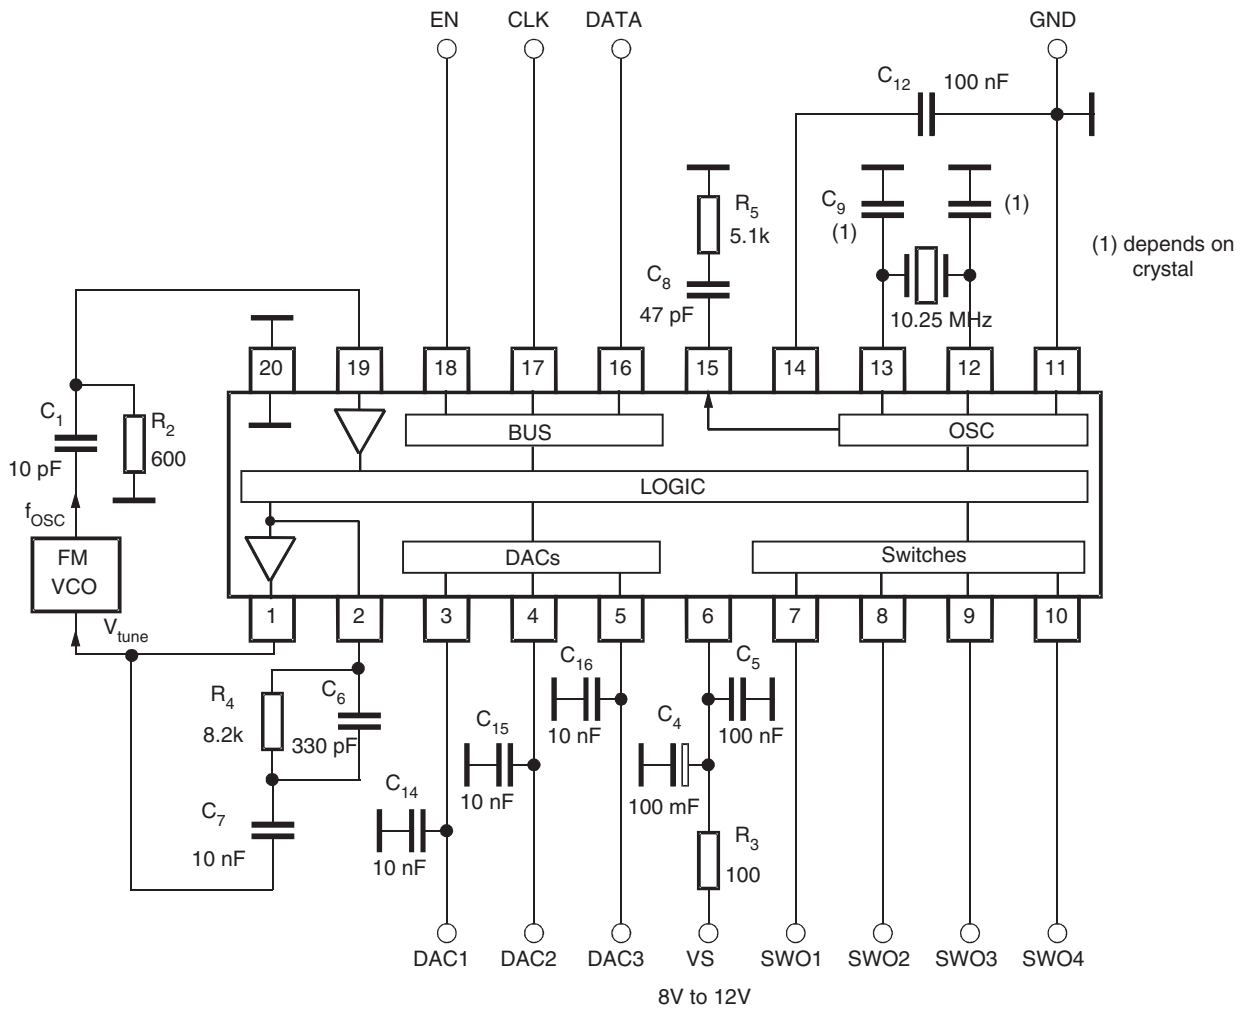 EN
CLK
DATA
GND
C12
100 nF
R5
5.1k
C9
(1)
(1)
(1) depends on
crystal
C8
47 pF
10.25 MHz
20
19
18
17
16
15
14
13
12
11
C1
10 pF
R2
600
BUS
OSC
LOGIC
fOSC
FM
VCO
DACs
Switches
Vtune
1
2
3
4
5
6
7
8
9
10
R4
8.2k
C6
330 pF
C16
10 nF
C5
100 nF
C15
10 nF
C4
100 mF
C14
10 nF
C7
10 nF
R3
100
DAC1
DAC2
DAC3
VS
SWO1
SWO2
SWO3
SWO4
8V to 12V